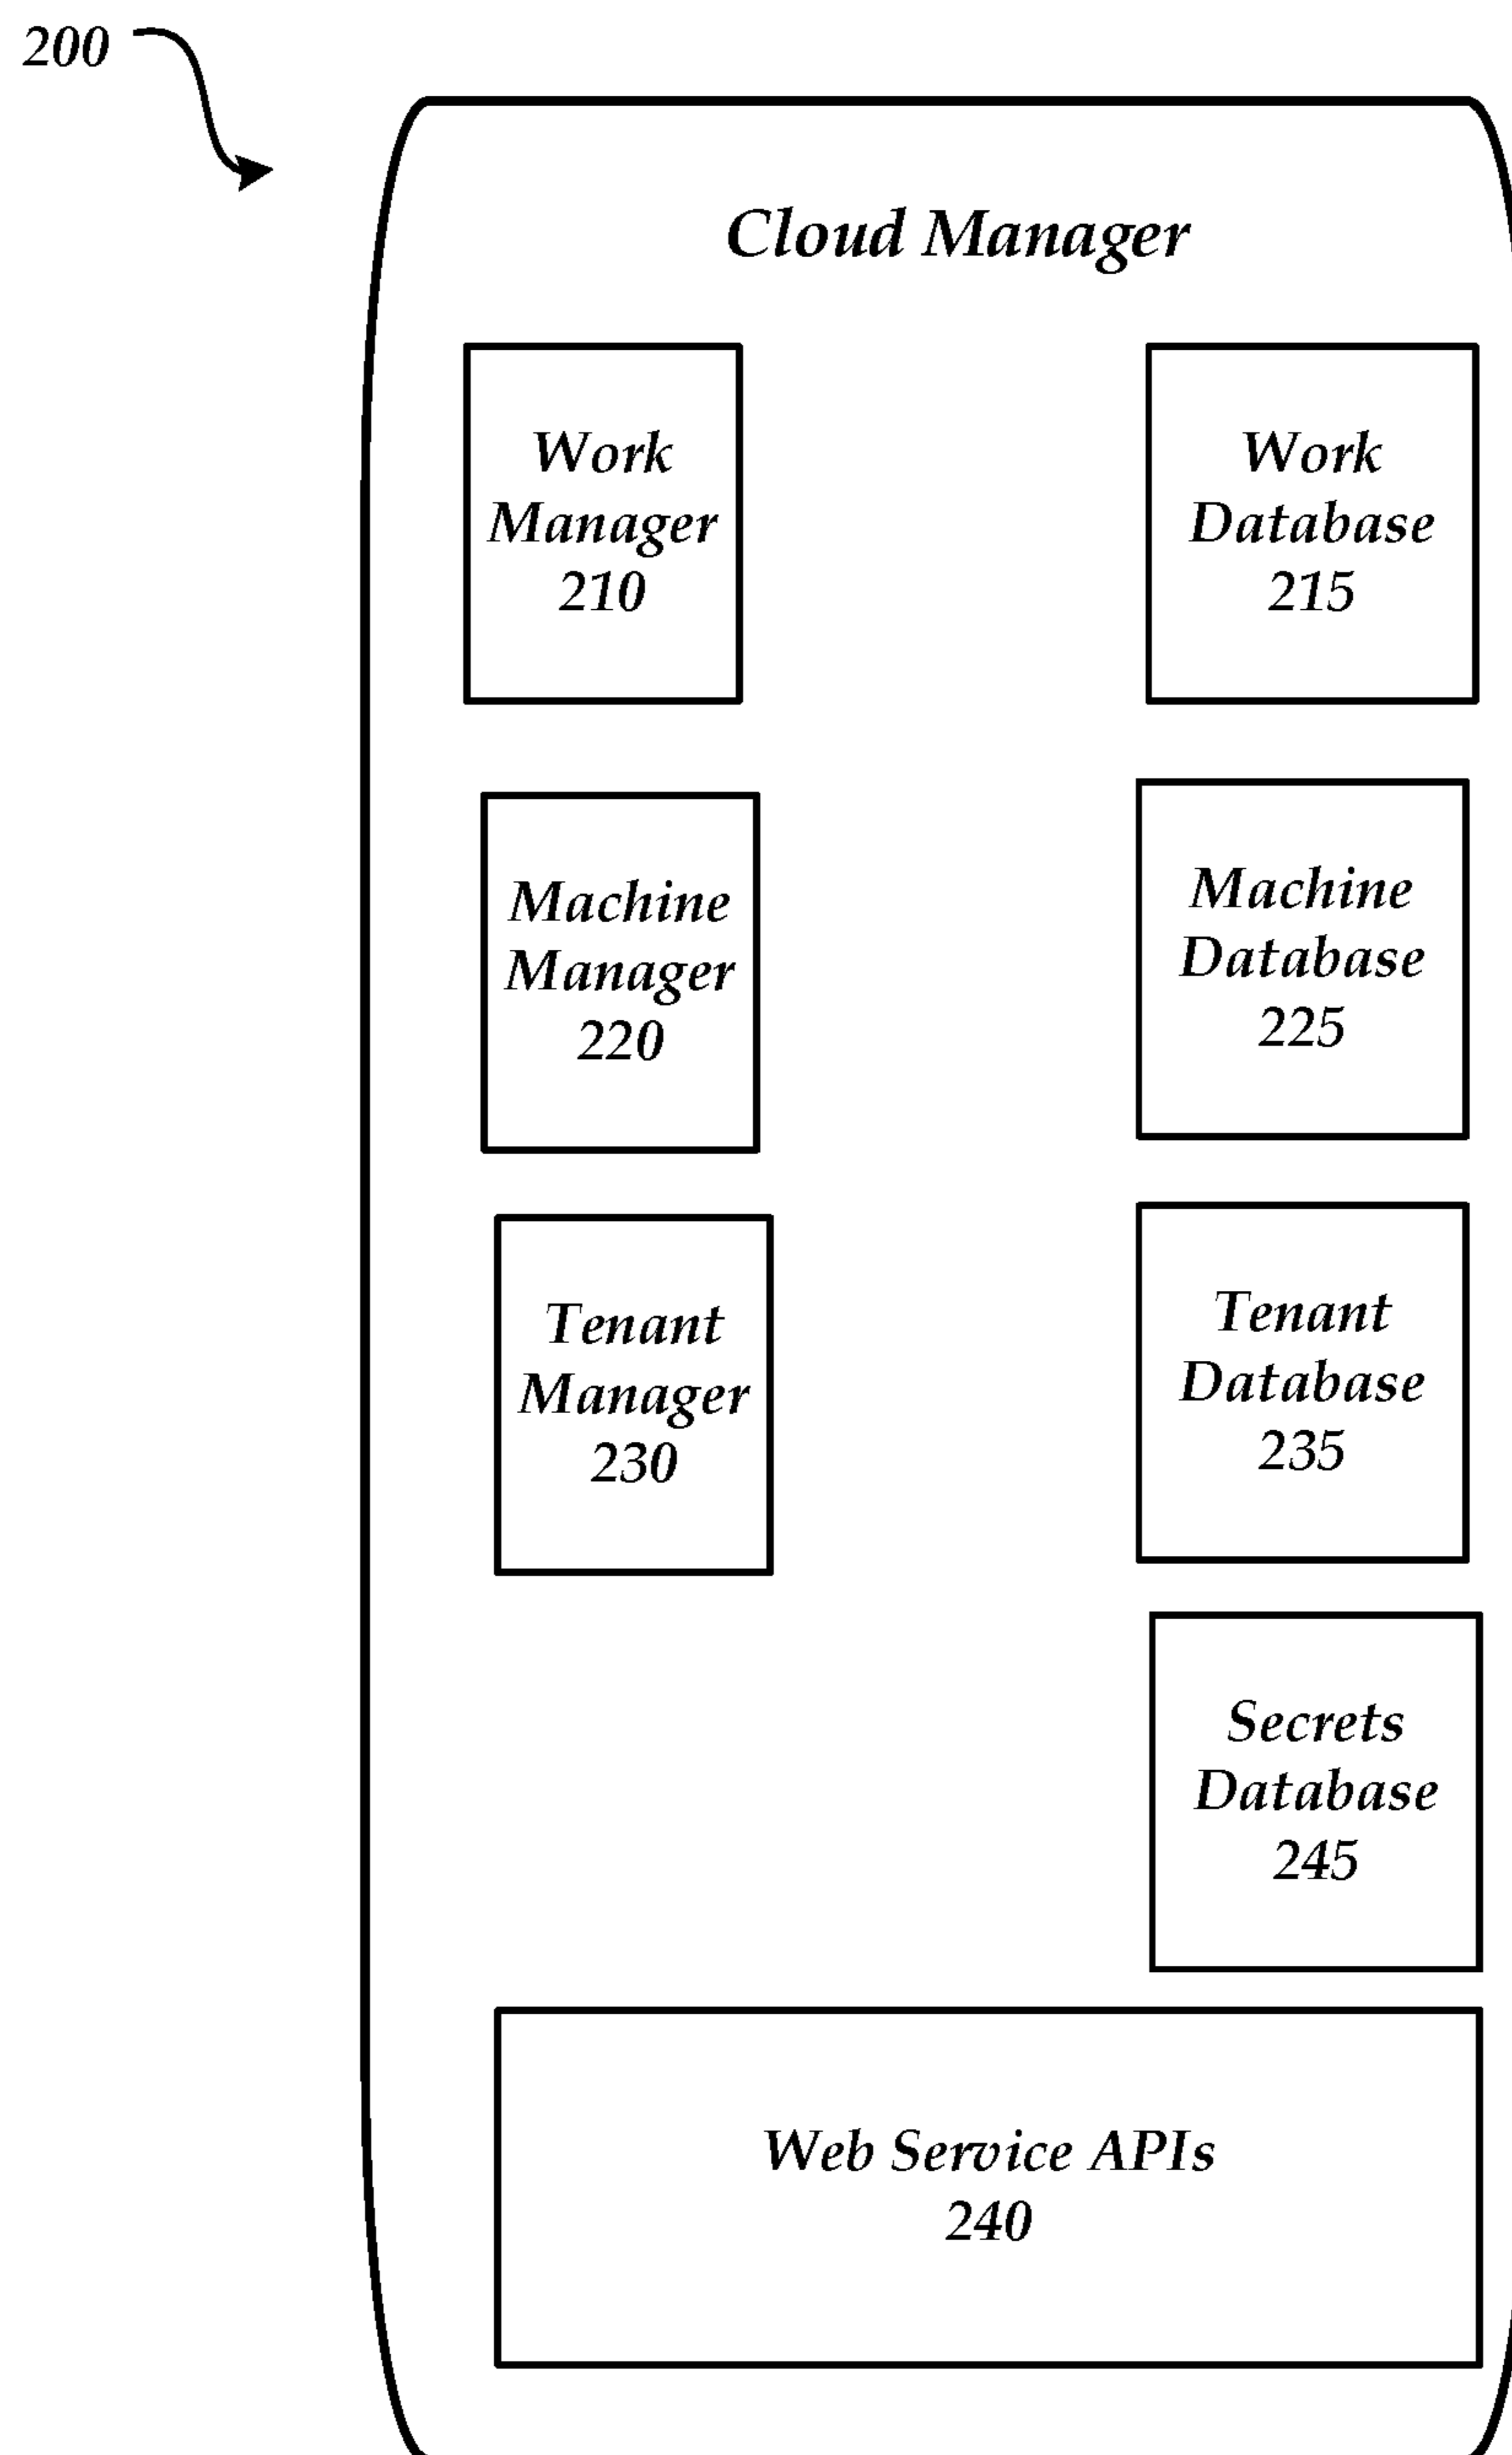 200
Cloud Manager
Work
Manager
210
Work
Database
215
Machine
Manager
220
Machine
Database
225
Tenant
Manager
230
Tenant
Database
235
Secrets
Database
245
Web Service APIs
240